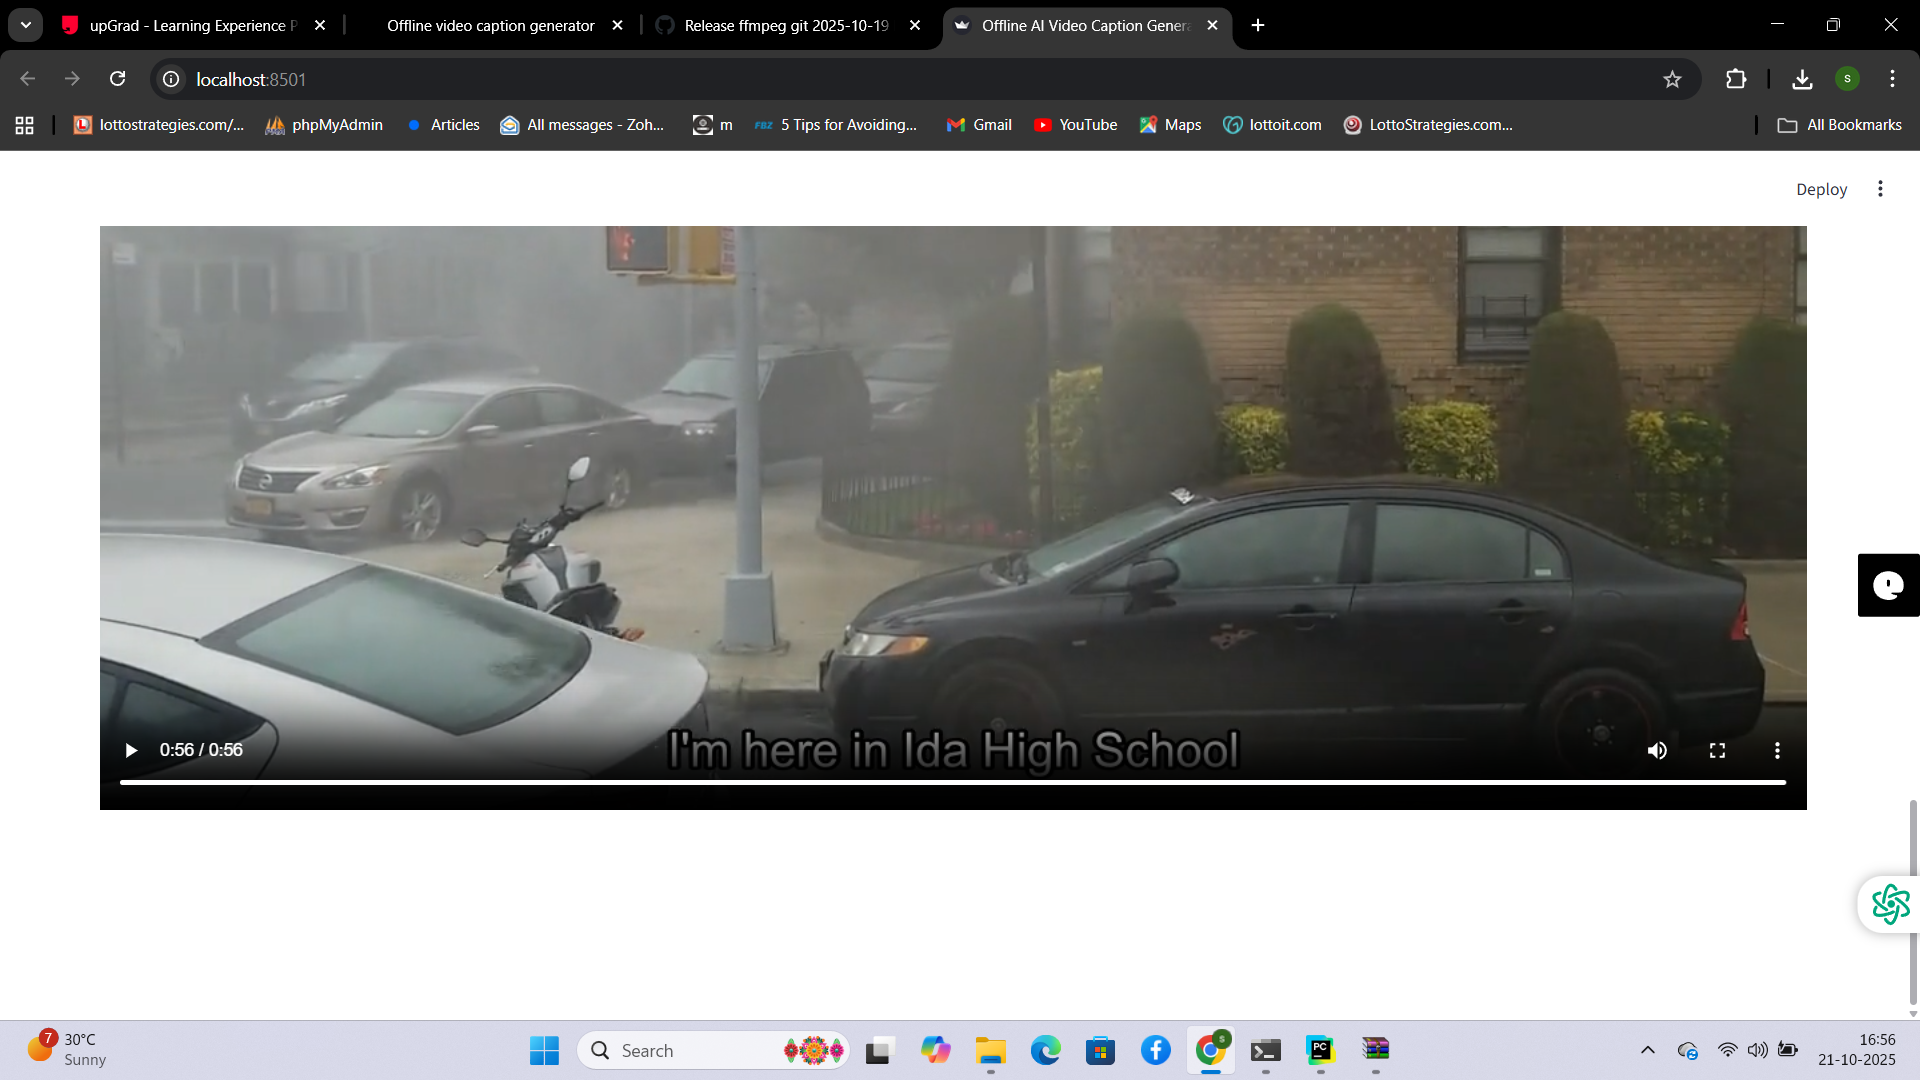 upGrad - Learning Experience P
Offline video caption generator
Release ffmpeg git 2025-10-19
Offline AI Video Caption Genera
localhost:8501
S
lottostrategies.com/...
phpMyAdmin
Articles
All messages - Zoh...
m
FBZ
5 Tips for Avoiding...
Gmail
YouTube
Maps
lottoit.com
LottoStrategies.com...
All Bookmarks
Deploy
I'm here in Ida High School
0:56 / 0:56
7
30°C
Sunny
Search
PC
S
16:56
21-10-2025